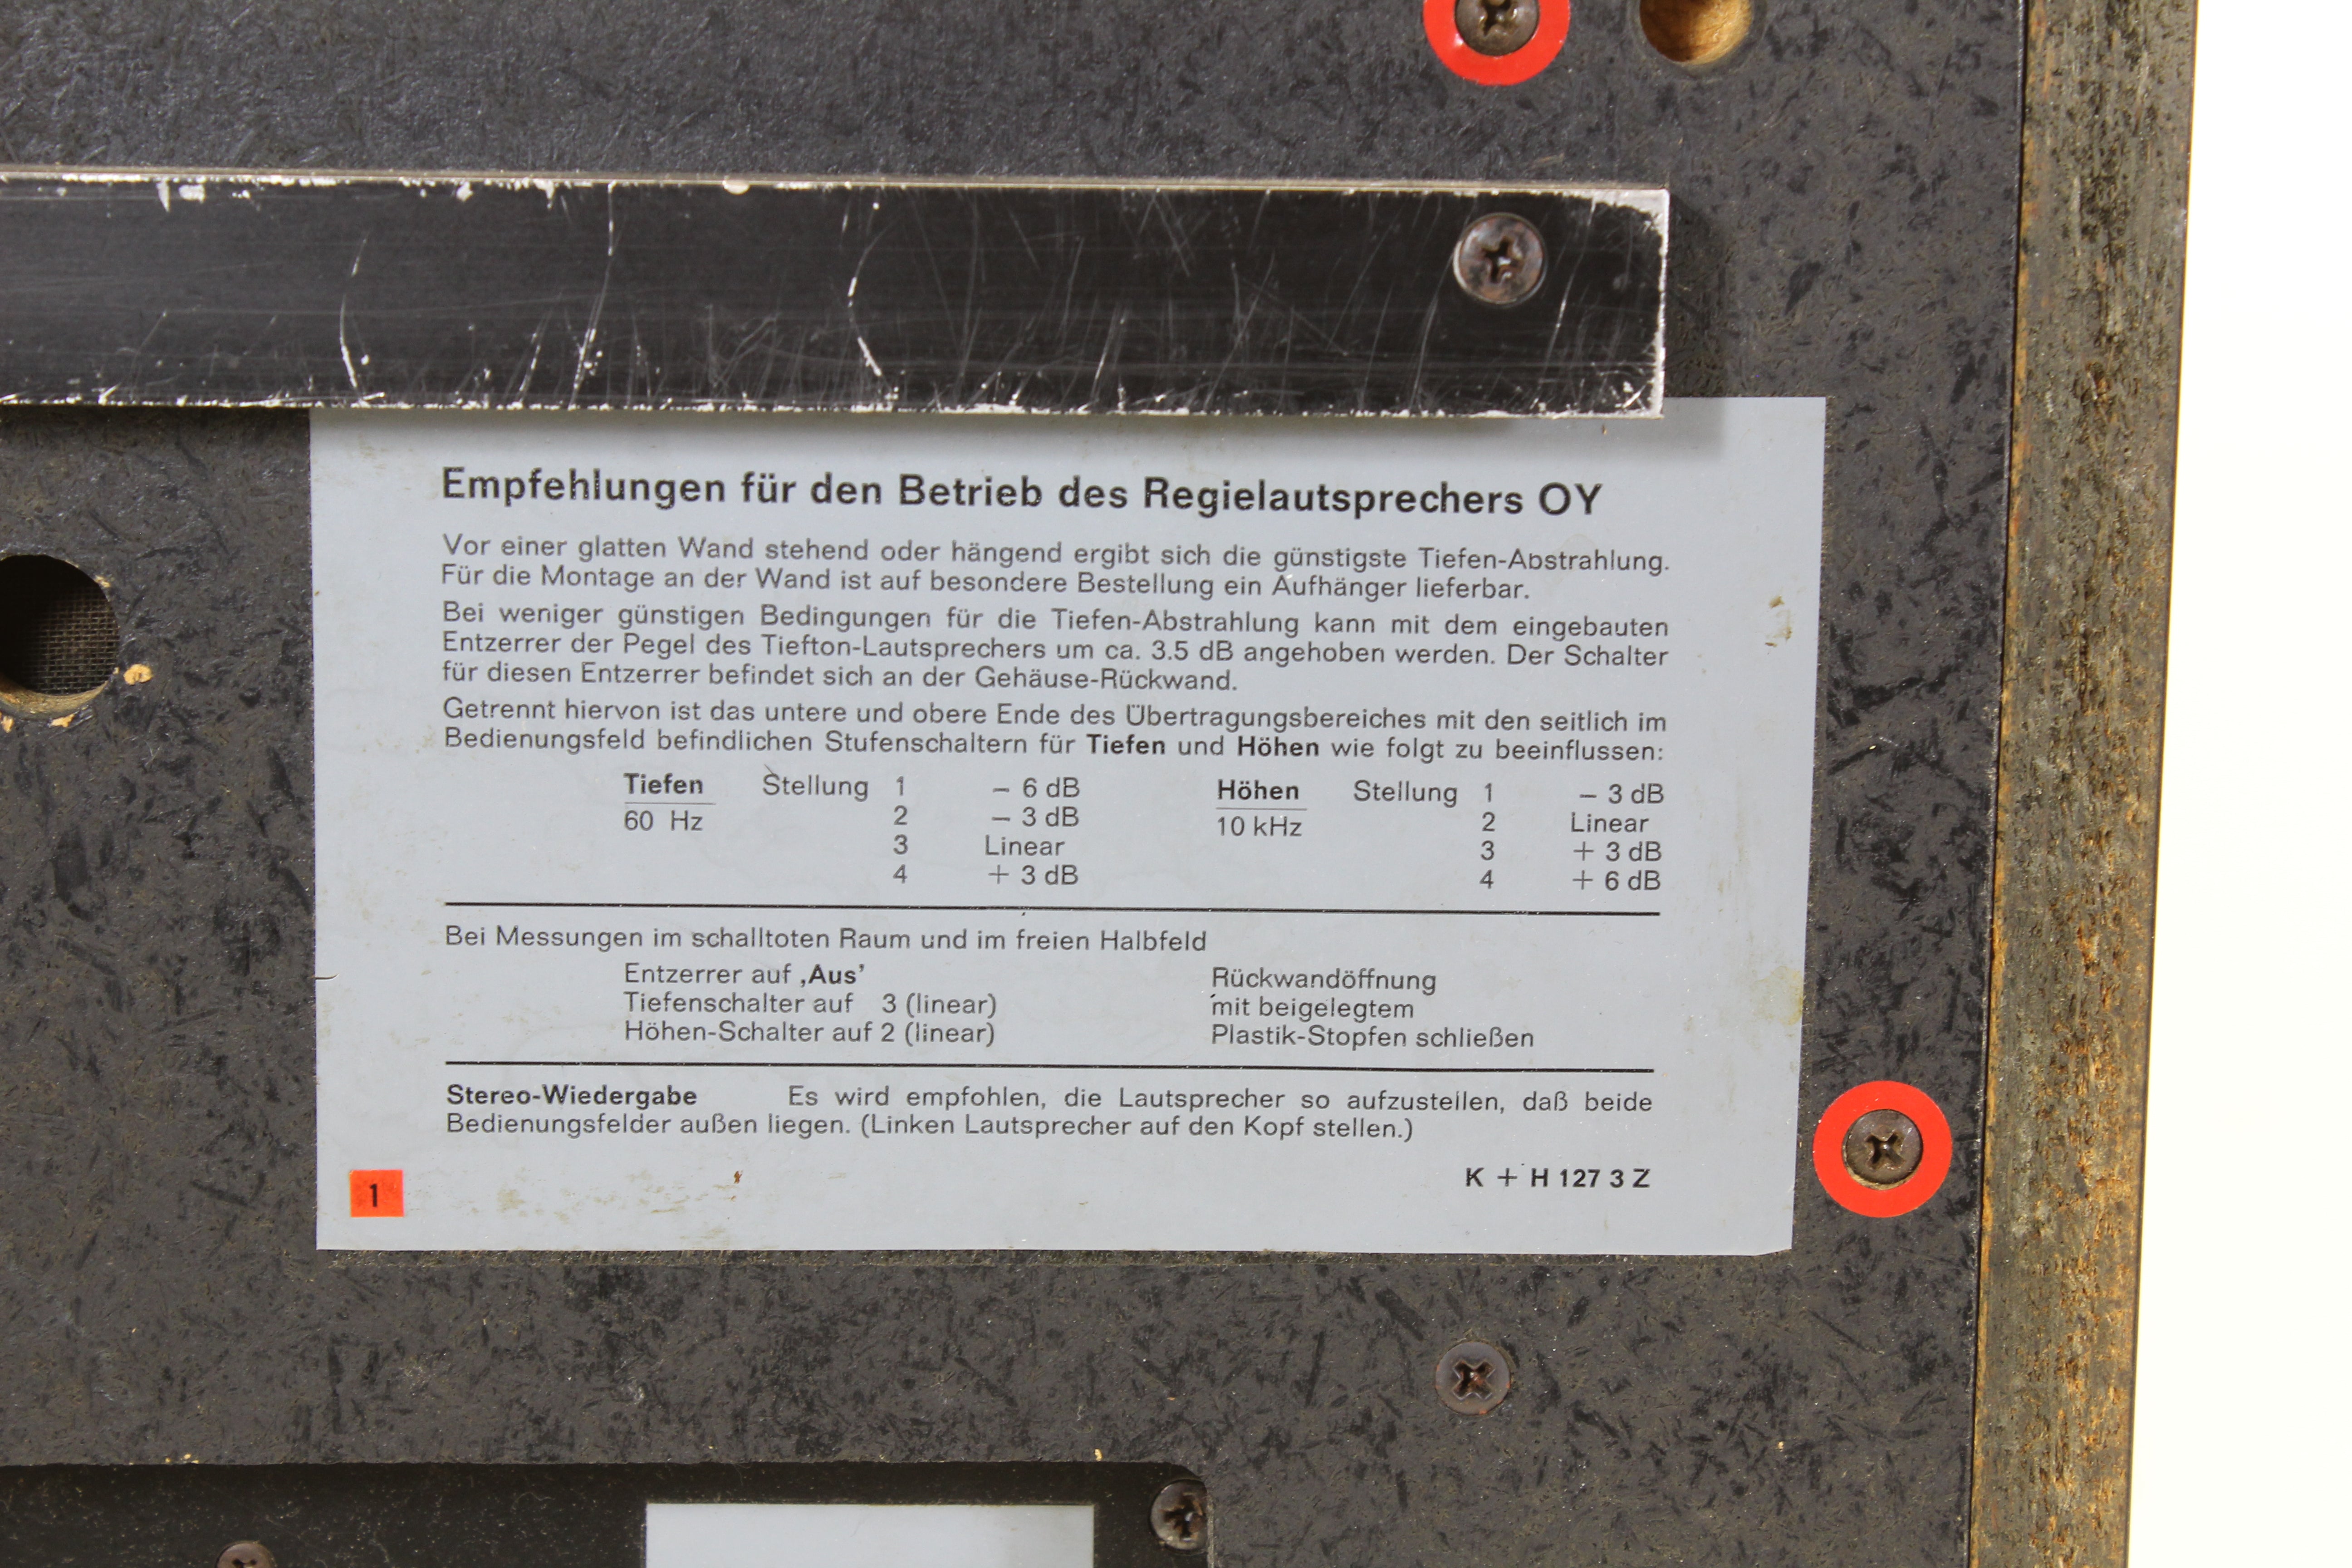 Empfehlungen für den Betrieb des Regielautsprechers OY
Vor einer glatten Wand stehend oder hängend ergibt sich die günstigste Tiefen-Abstrahlung.
Für die Montage an der Wand ist auf besondere Bestellung ein Aufhänger lieferbar.
Bei weniger günstigen Bedingungen für die Tiefen-Abstrahlung kann mit dem eingebauten
Entzerrer der Pegel des Tiefton-Lautsprechers um ca. 3.5 dB angehoben werden. Der Schalter
für diesen Entzerrer befindet sich an der Gehäuse-Rückwand.
Getrennt hiervon ist das untere und obere Ende des Übertragungsbereiches mit den seitlich im
Bedienungsfeld befindlichen Stufenschaltern für Tiefen und Höhen wie folgt zu beeinflussen:
Tiefen Stellung 1 – 6 dB Höhen Stellung 1 – 3 dB
60 Hz 2 – 3 dB 10 kHz 2 Linear
3 Linear 3 + 3 dB
4 + 3 dB 4 + 6 dB
Bei Messungen im schalltoten Raum und im freien Halbfeld
Entzerrer auf ‚Aus’ Rückwandöffnung
Tiefenschalter auf 3 (linear) mit beigelegtem
Höhen-Schalter auf 2 (linear) Plastik-Stopfen schließen
Stereo-Wiedergabe Es wird empfohlen, die Lautsprecher so aufzustellen, daß beide
Bedienungsfelder außen liegen. (Linken Lautsprecher auf den Kopf stellen.)
K + H 127 3 Z
1